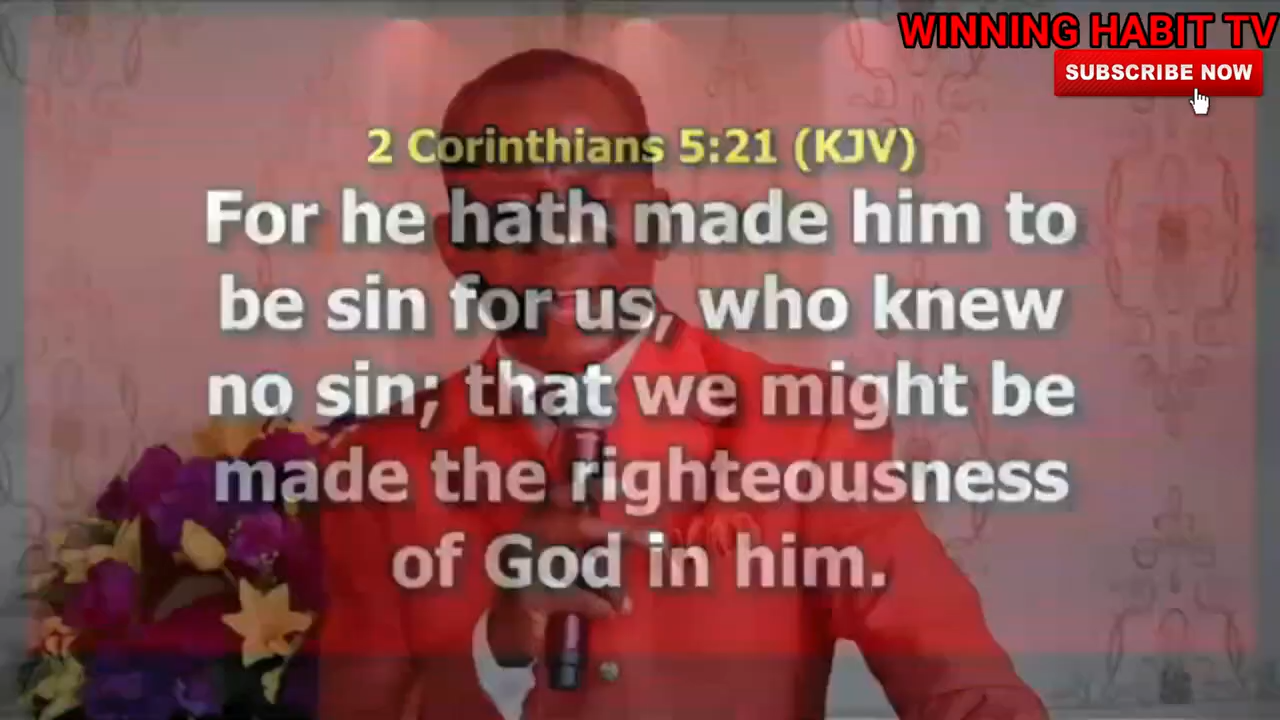 WINNING HABIT TV
SUBSCRIBE NOW
2 Corinthians 5:21 (KJV)
For he hath made him to
be sin for us, who knew
no sin; that we might be
made the righteousness
of God in him.